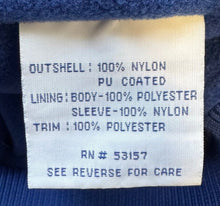 OUTSHELL: 100% NYLON
PU COATED
LINING: BODY-100% POLYESTER
SLEEVE-100% NYLON
TRIM: 100% POLYESTER
RN# 53157
SEE REVERSE FOR CARE